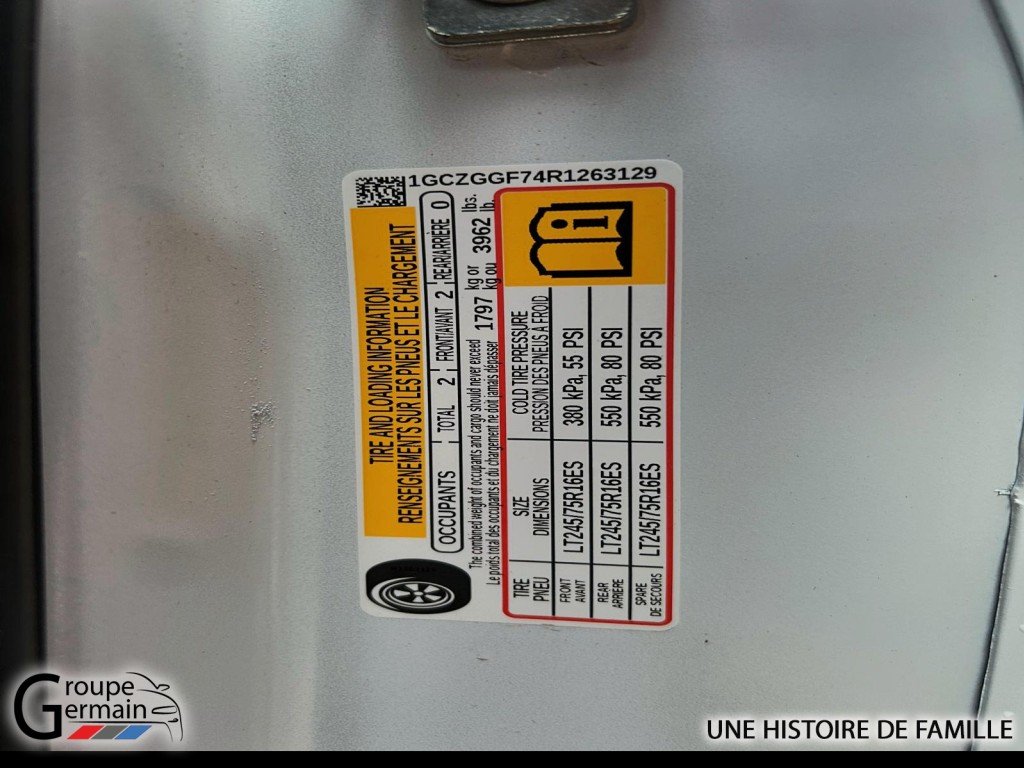 1GCZGGF74R1263129
TIRE AND LOADING INFORMATION
RENSEIGNEMENTS SUR LES PNEUS ET LE CHARGEMENT
OCCUPANTS TOTAL 2 FRONT/AVANT 2 REAR/ARRIÈRE 0
The combined weight of occupants and cargo should never exceed 1797 kg or 3962 lbs.
Le poids total des occupants et du chargement ne doit jamais dépasser kg ou lb.
TIRE SIZE COLD TIRE PRESSURE
PNEU DIMENSIONS PRESSION DES PNEUS À FROID
FRONT LT245/75R16ES 380 kPa, 55 PSI
AVANT
REAR LT245/75R16ES 550 kPa, 80 PSI
ARRIERE
SPARE LT245/75R16ES 550 kPa, 80 PSI
DE SECOURS
Groupe
Germain
UNE HISTOIRE DE FAMILLE